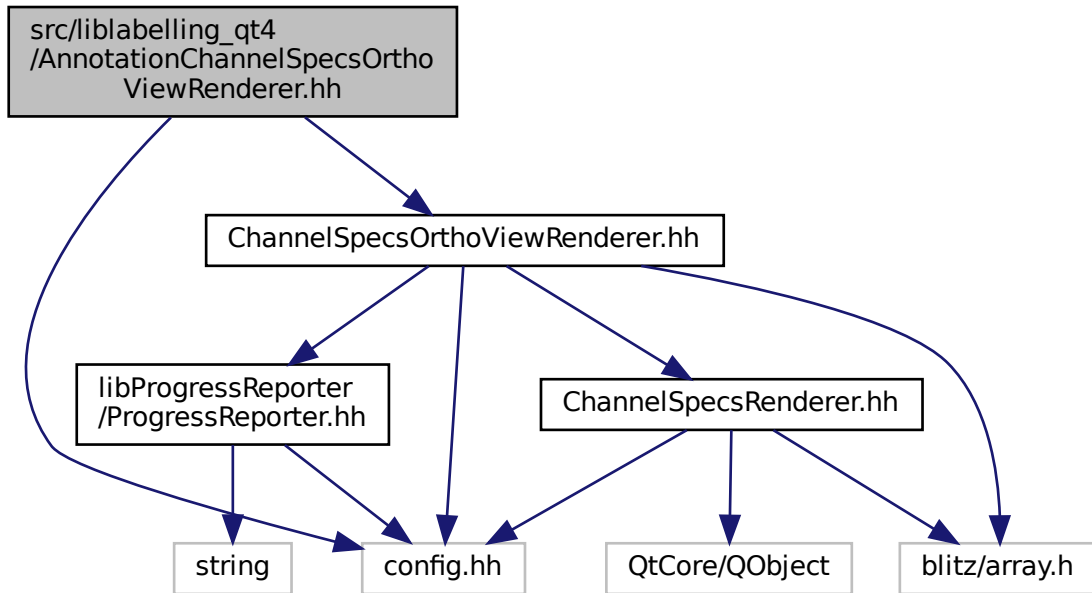 src/liblabelling_qt4
/AnnotationChannelSpecsOrtho
ViewRenderer.hh
ChannelSpecsOrthoViewRenderer.hh
libProgressReporter
/ProgressReporter.hh
ChannelSpecsRenderer.hh
string
config.hh
QtCore/QObject
blitz/array.h